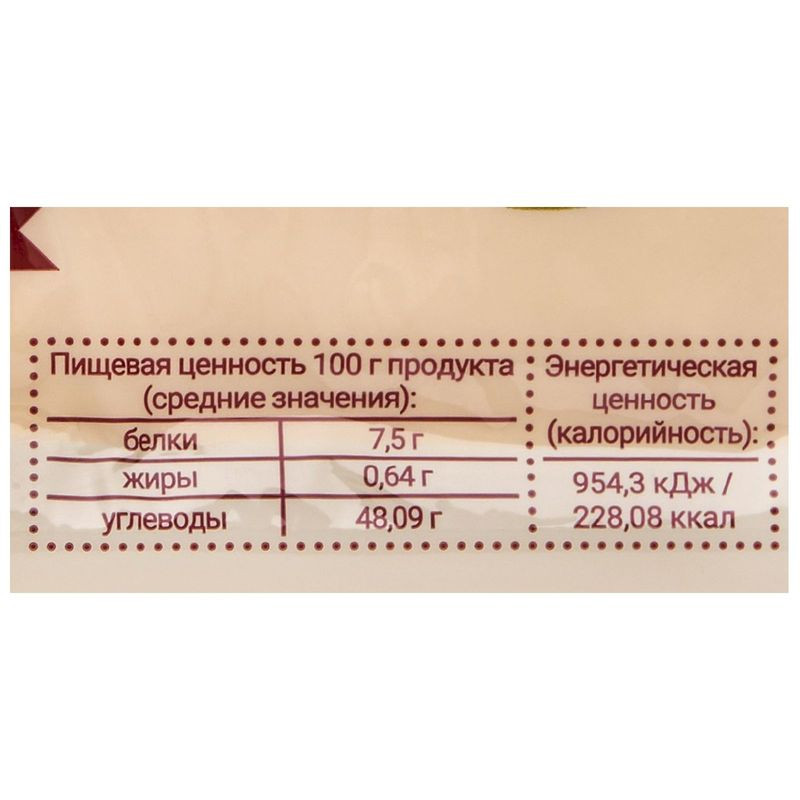 Пищевая ценность 100 г продукта
(средние значения):
белки 7,5 г
жиры 0,64 г
углеводы 48,09 г
Энергетическая
ценность
(калорийность):
954,3 кДж /
228,08 ккал